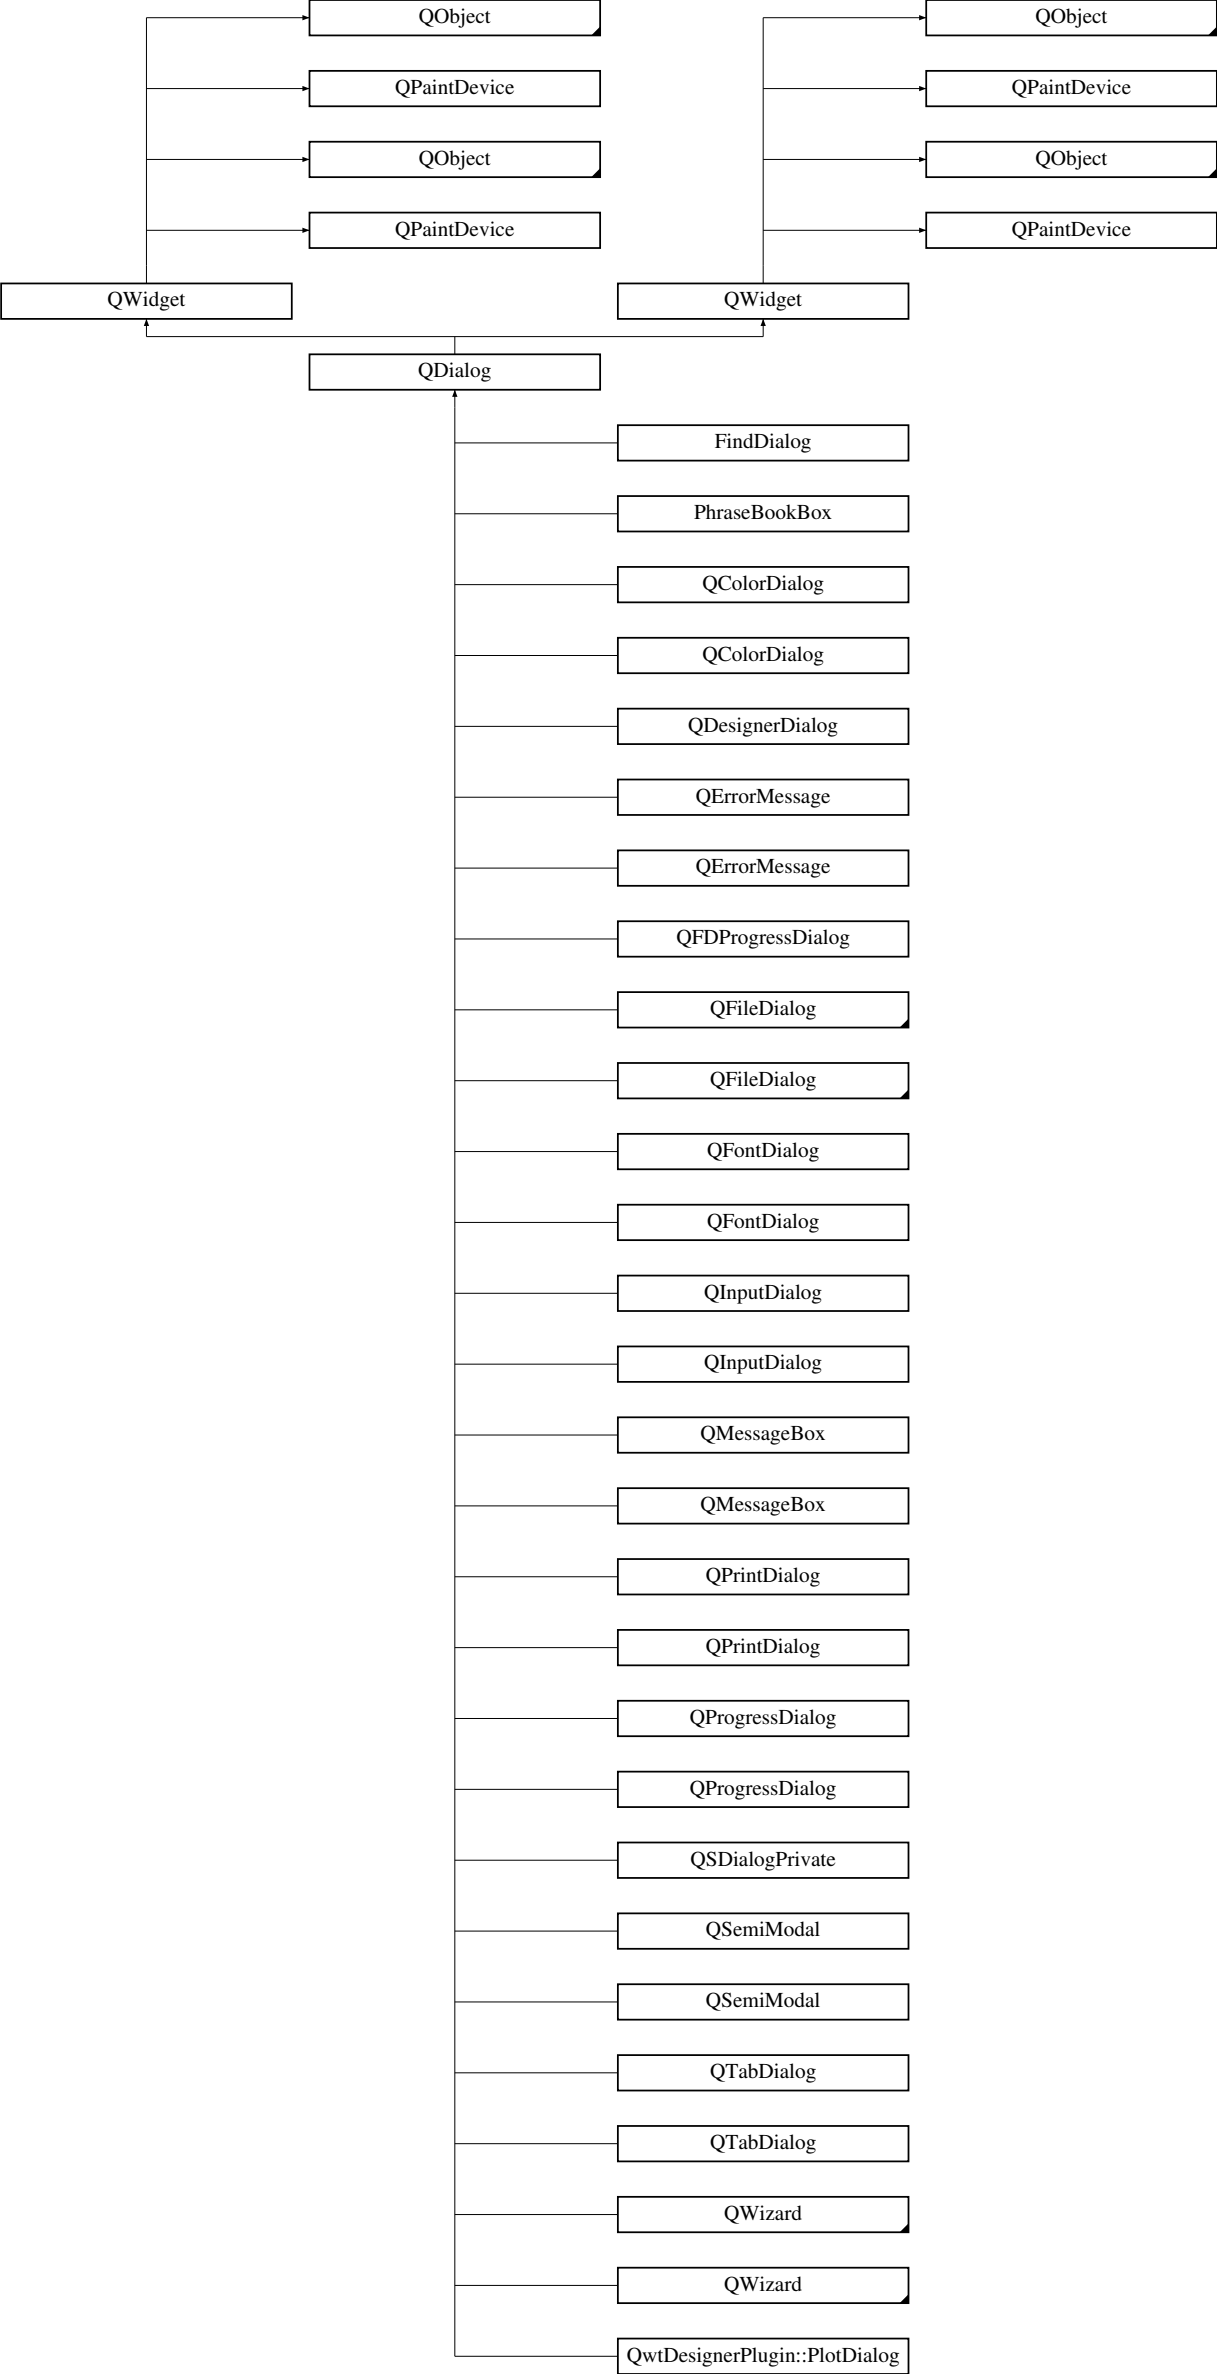 QObject QObject
QPaintDevice QPaintDevice
QObject QObject
QPaintDevice QPaintDevice
QWidget QWidget
QDialog
FindDialog
PhraseBookBox
QColorDialog
QColorDialog
QDesignerDialog
QErrorMessage
QErrorMessage
QFDProgressDialog
QFileDialog
QFileDialog
QFontDialog
QFontDialog
QInputDialog
QInputDialog
QMessageBox
QMessageBox
QPrintDialog
QPrintDialog
QProgressDialog
QProgressDialog
QSDialogPrivate
QSemiModal
QSemiModal
QTabDialog
QTabDialog
QWizard
QWizard
QwtDesignerPlugin::PlotDialog